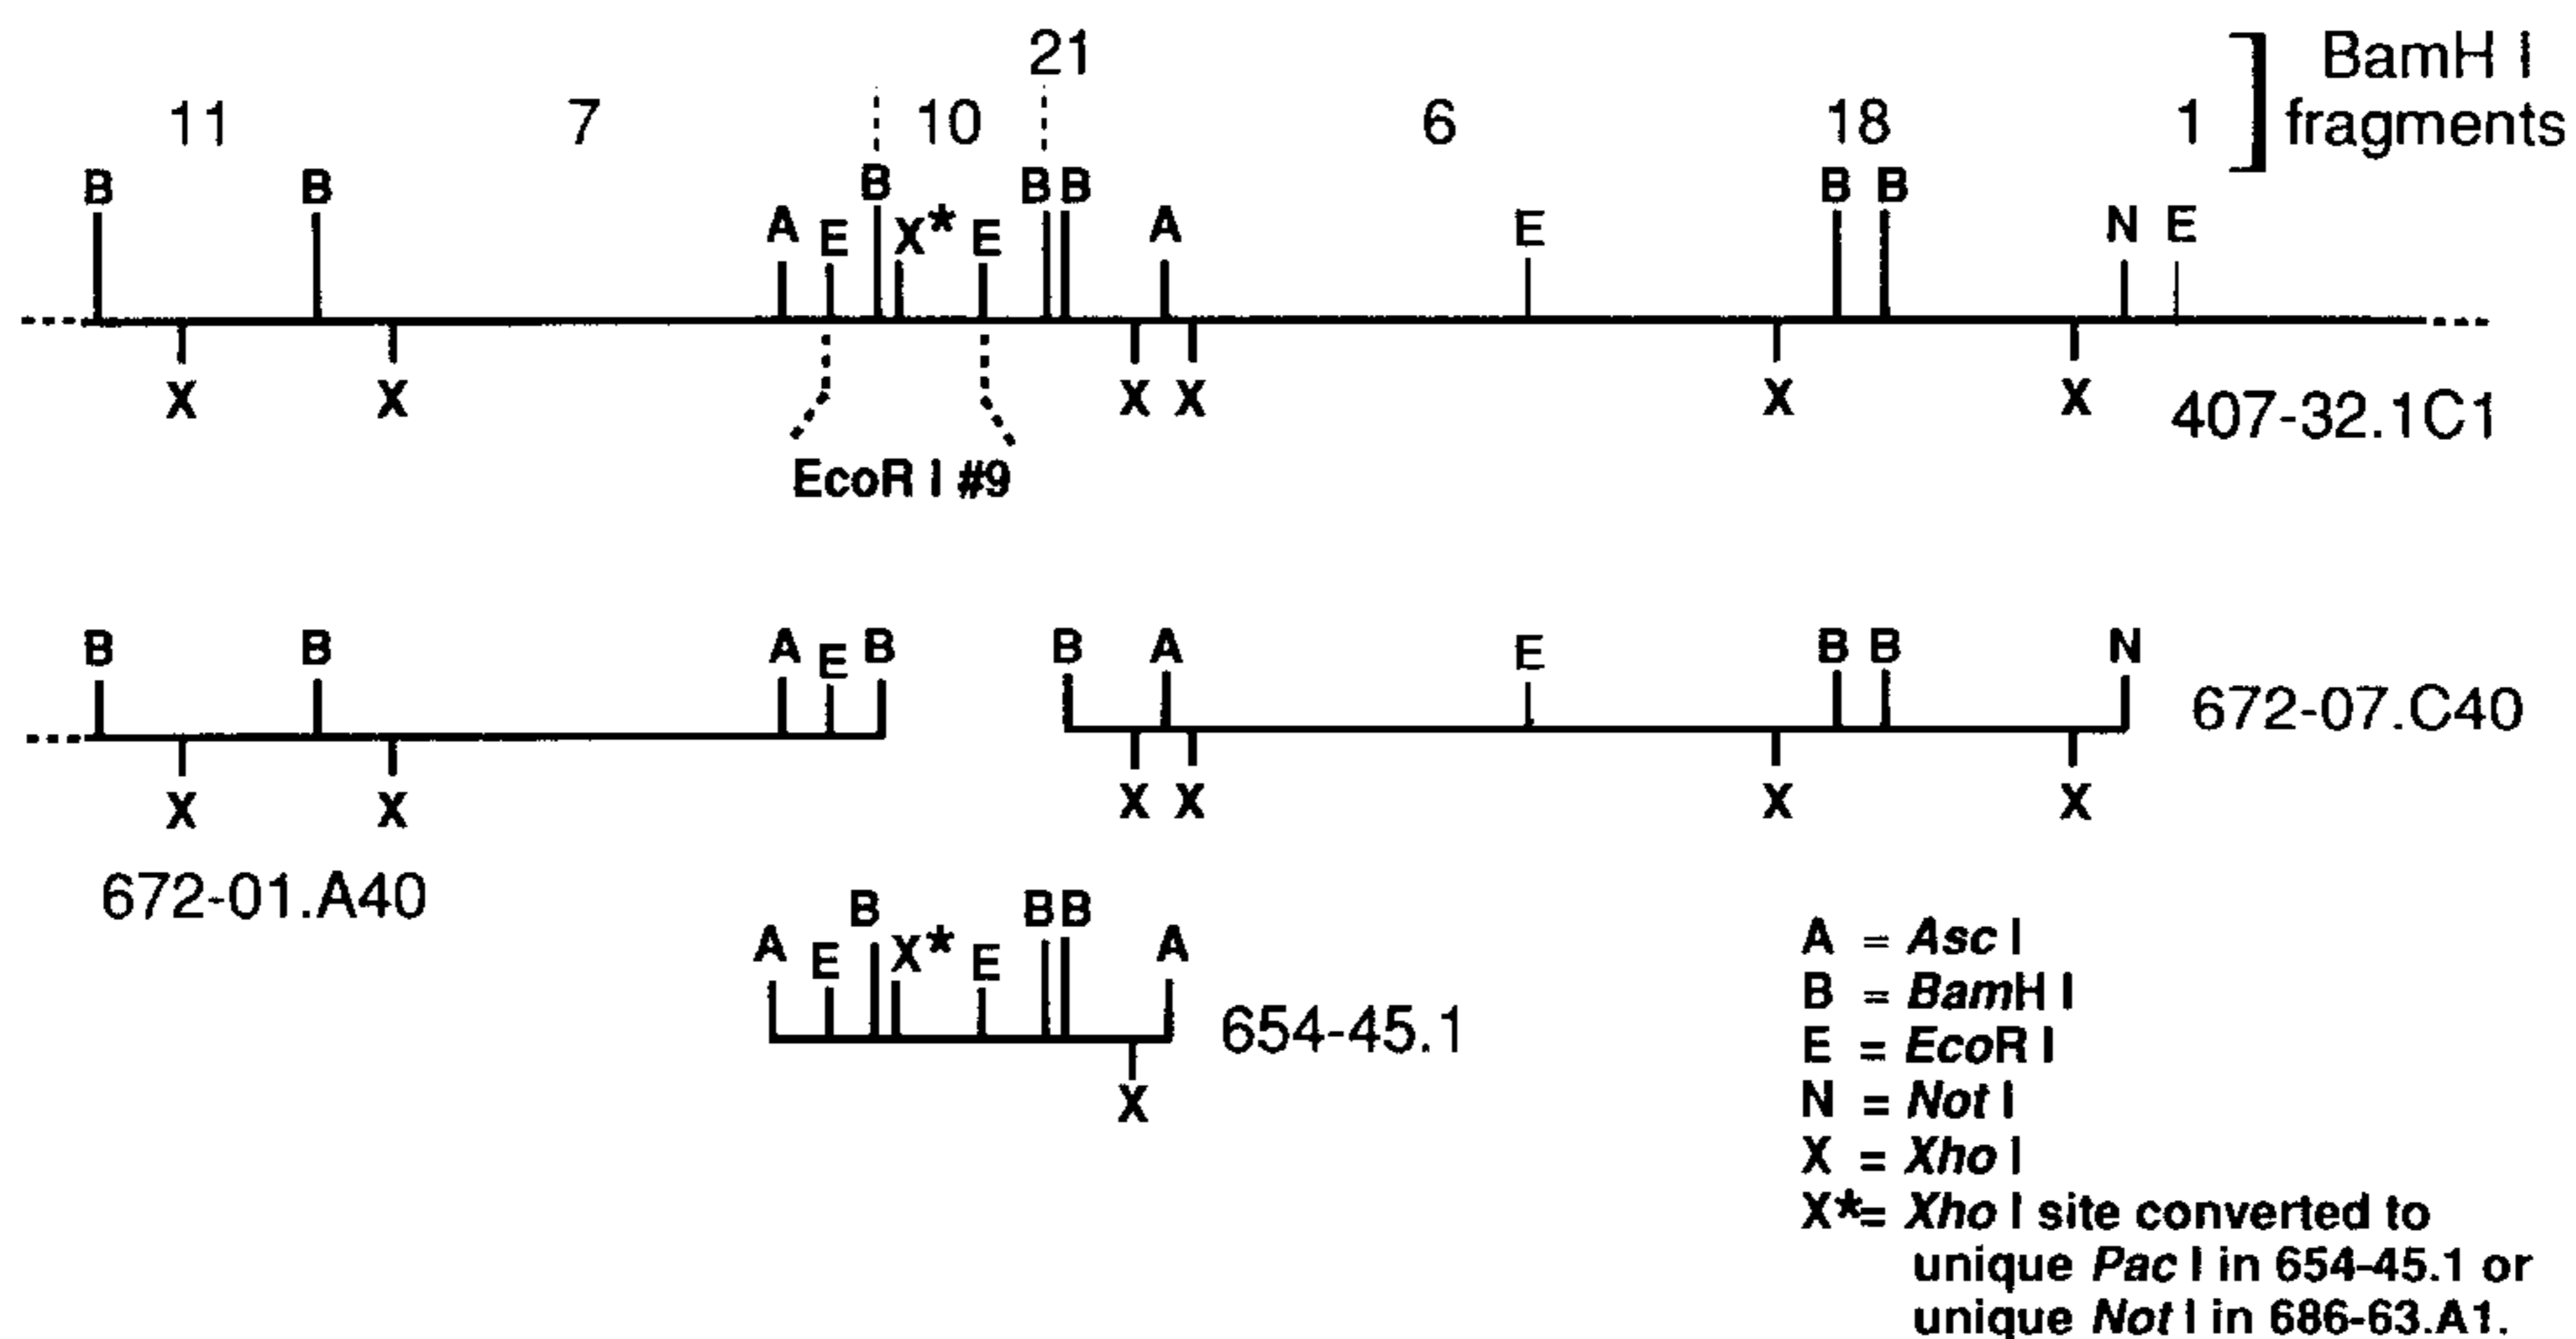 21
BamH I
11 7 10 6 18 1 fragments
B B B B B B B
A E X* E A E N E
X X X X X X
407-32.1C1
EcoR I #9
B B A E B B A E B B N
672-07.C40
X X X X X X
672-01.A40
B BB
A E X* E A
654-45.1
X
A = Asc I
B = BamH I
E = EcoR I
N = Not I
X = Xho I
X*= Xho I site converted to
unique Pac I in 654-45.1 or
unique Not I in 686-63.A1.